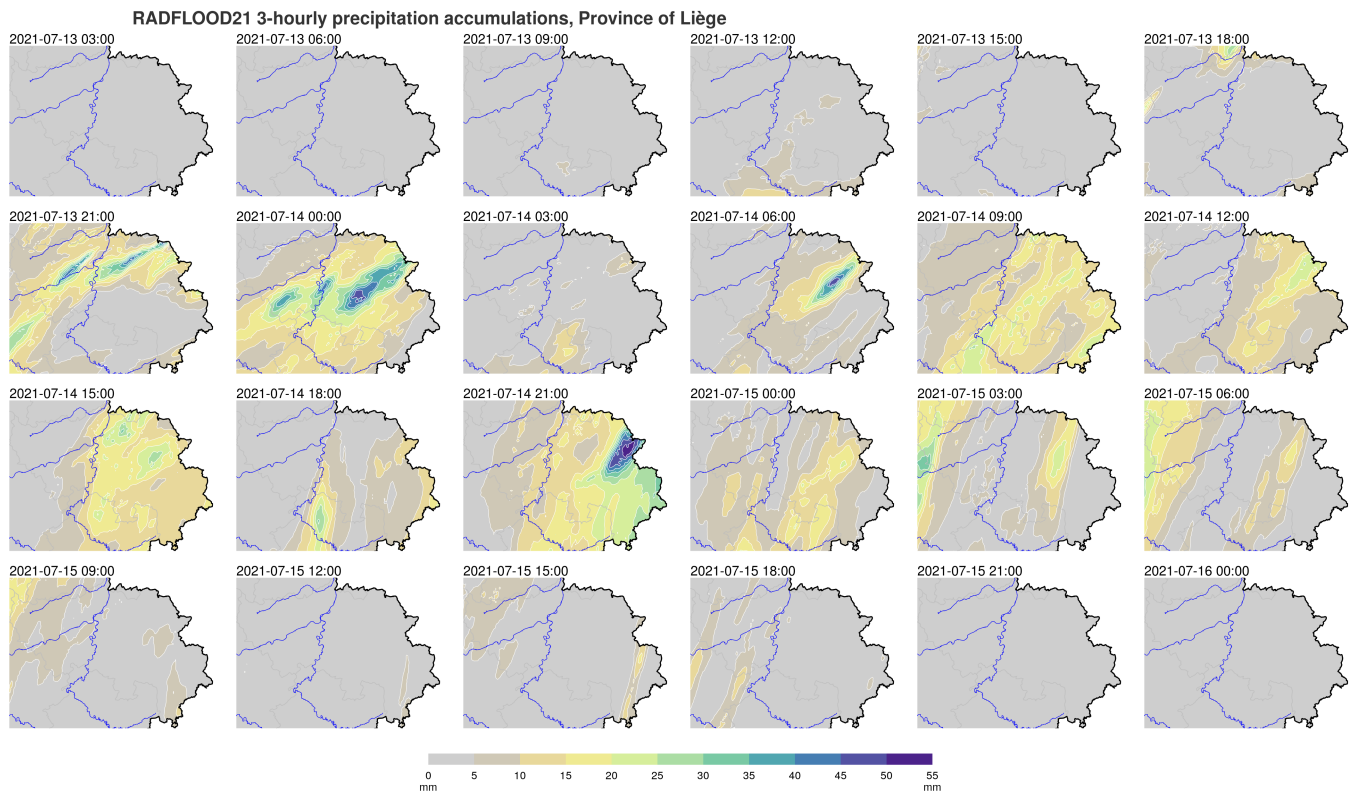 RADFLOOD21 3-hourly precipitation accumulations, Province of Liège
2021-07-13 03:00 2021-07-13 06:00 2021-07-13 09:00 2021-07-13 12:00 2021-07-13 15:00 2021-07-13 18:00
2021-07-13 21:00 2021-07-14 00:00 2021-07-14 03:00 2021-07-14 06:00 2021-07-14 09:00 2021-07-14 12:00
2021-07-14 15:00 2021-07-14 18:00 2021-07-14 21:00 2021-07-15 00:00 2021-07-15 03:00 2021-07-15 06:00
2021-07-15 09:00 2021-07-15 12:00 2021-07-15 15:00 2021-07-15 18:00 2021-07-15 21:00 2021-07-16 00:00
0 5 10 15 20 25 30 35 40 45 50 55
mm mm